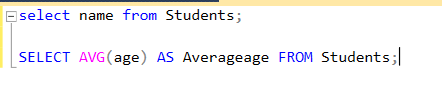 select name from Students;
SELECT AVG(age) AS Averageage FROM Students;